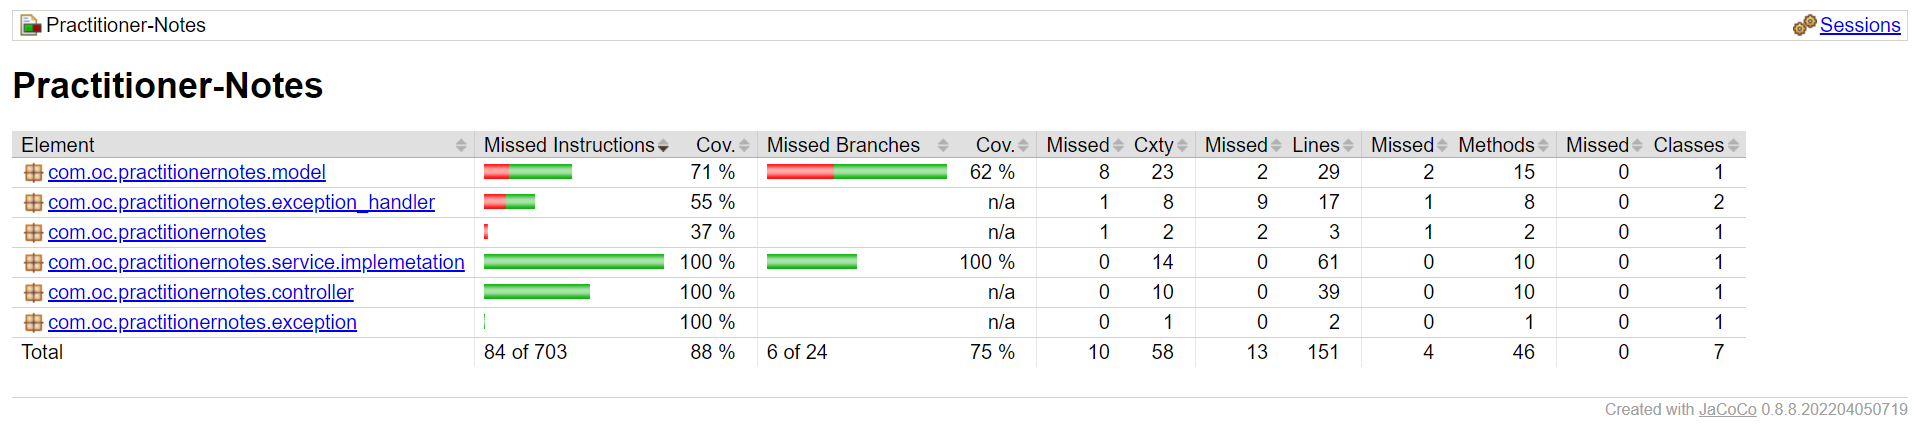 Practitioner-Notes Sessions
Practitioner-Notes
Element Missed Instructions Cov. Missed Branches Cov. Missed Cxty Missed Lines Missed Methods Missed Classes
com.oc.practitionernotes.model 71 % 62 % 8 23 2 29 2 15 0 1
com.oc.practitionernotes.exception_handler 55 % n/a 1 8 9 17 1 8 0 2
com.oc.practitionernotes 37 % n/a 1 2 2 3 1 2 0 1
com.oc.practitionernotes.service.implemetation 100 % 100 % 0 14 0 61 0 10 0 1
com.oc.practitionernotes.controller 100 % n/a 0 10 0 39 0 10 0 1
com.oc.practitionernotes.exception 100 % n/a 0 1 0 2 0 1 0 1
Total 84 of 703 88 % 6 of 24 75 % 10 58 13 151 4 46 0 7
Created with JaCoCo 0.8.8.202204050719